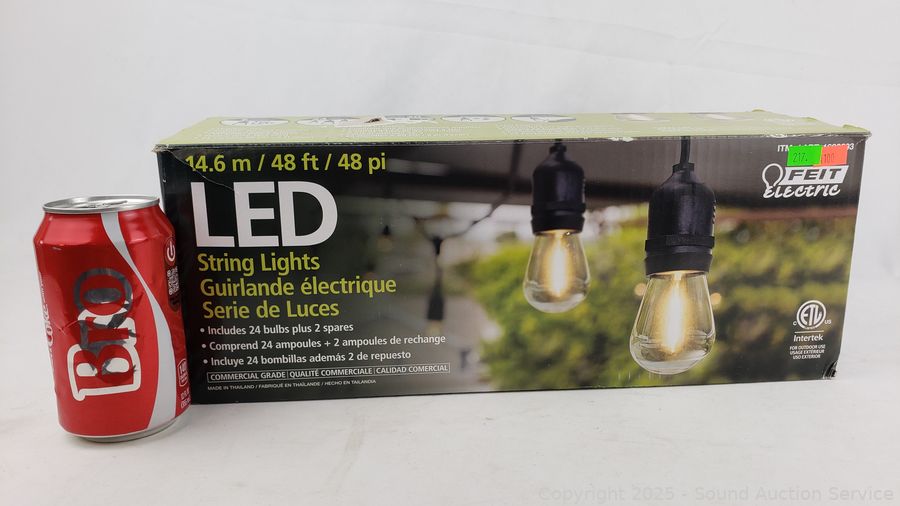 14.6 m / 48 ft / 48 pi
LED
String Lights
Guirlande électrique
Serie de Luces
• Includes 24 bulbs plus 2 spares
• Comprend 24 ampoules + 2 ampoules de rechange
• Incluye 24 bombillas además 2 de repuesto
COMMERCIAL GRADE | QUALITÉ COMMERCIALE | CALIDAD COMERCIAL
MADE IN THAILAND / FABRIQUÉ EN THAÏLANDE / HECHO EN TAILANDIA
217.
FEIT
Electric
C ETL US
Intertek
FOR OUTDOOR USE
USAGE EXTÉRIEUR
USO EXTERIOR
BRO
Copyright 2025 - Sound Auction Service